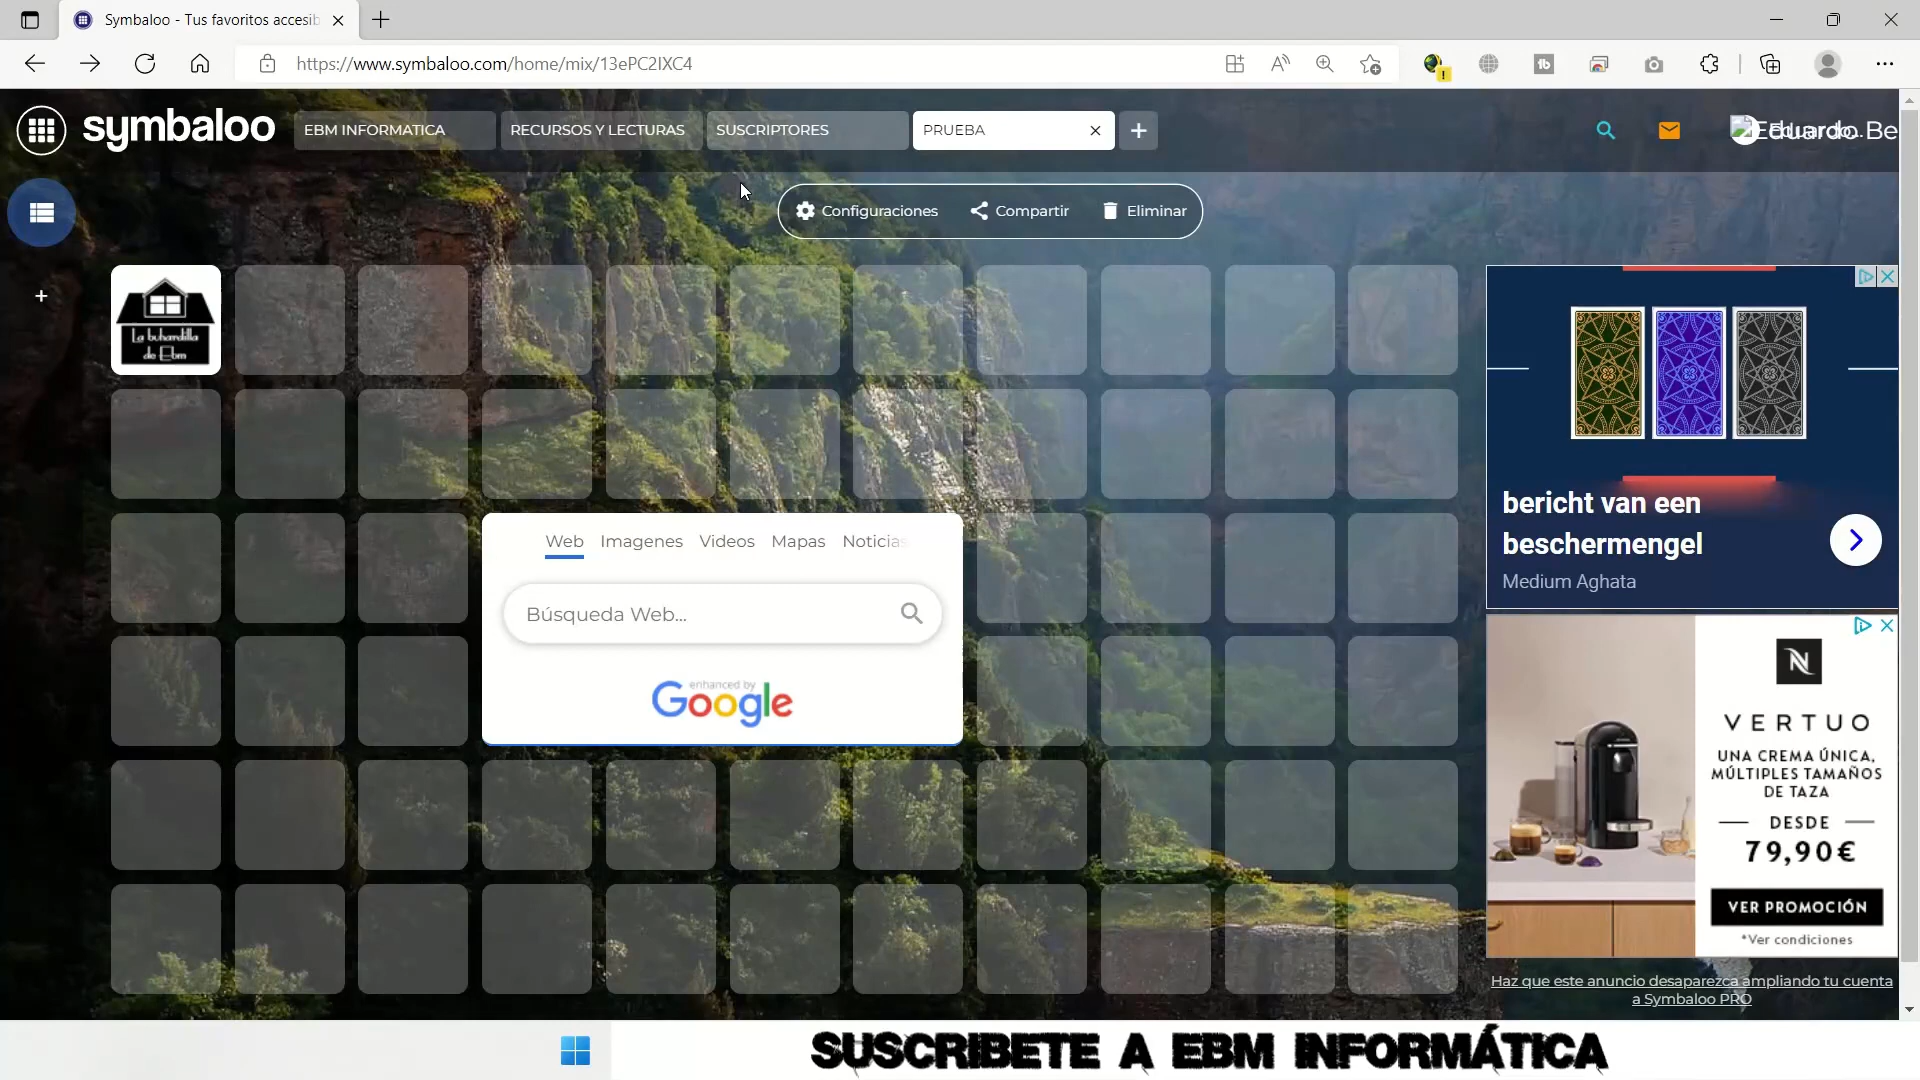 Symbaloo - Tus favoritos accesib
https://www.symbaloo.com/home/mix/13ePC2IXC4
symbaloo
EBM INFORMATICA
RECURSOS Y LECTURAS
SUSCRIPTORES
PRUEBA
Eduardo Be
Configuraciones
Compartir
Eliminar
La buhardilla
de Ebm
Web Imagenes Videos Mapas Noticias
Búsqueda Web...
enhanced by
Google
bericht van een
beschermengel
Medium Aghata
N
VERTUO
UNA CREMA ÚNICA,
MÚLTIPLES TAMAÑOS
DE TAZA
DESDE
79,90€
VER PROMOCIÓN
*Ver condiciones
Haz que este anuncio desaparezca ampliando tu cuenta
a Symbaloo PRO
SUSCRIBETE A EBM INFORMÁTICA